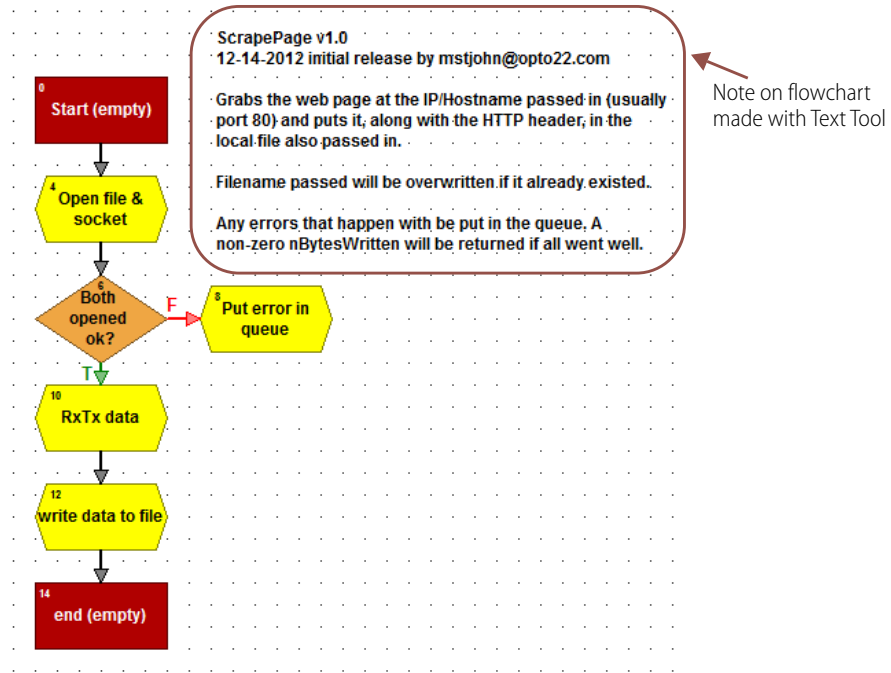 ScrapePage v1.0
12-14-2012 initial release by mstjohn@opto22.com
Grabs the web page at the IP/Hostname passed in (usually
port 80) and puts it, along with the HTTP header, in the
local file also passed in.
Filename passed will be overwritten if it already existed.
Any errors that happen with be put in the queue. A
non-zero nBytesWritten will be returned if all went well.
Note on flowchart
made with Text Tool
0
Start (empty)
4
Open file &
socket
6
Both
opened
ok?
F
8
Put error in
queue
T
10
RxTx data
12
write data to file
14
end (empty)